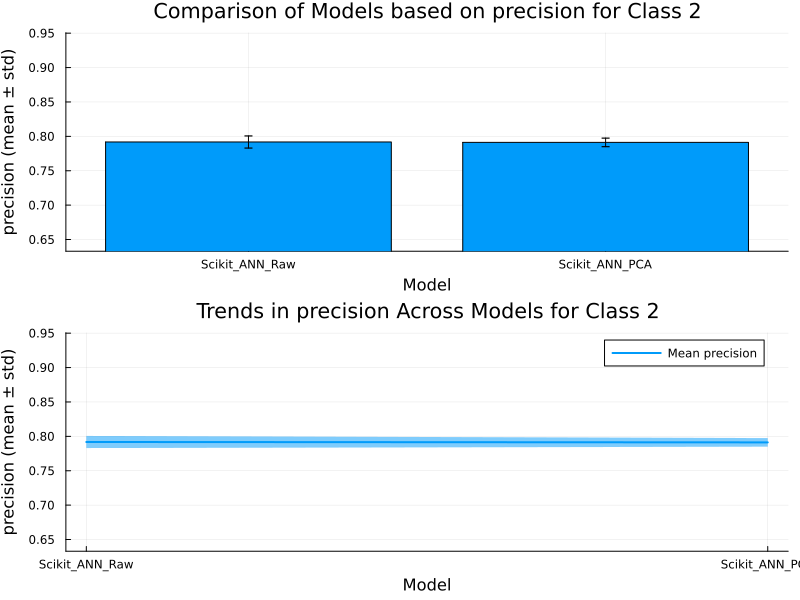 Comparison of Models based on precision for Class 2
precision (mean ± std)
0.95
0.90
0.85
0.80
0.75
0.70
0.65
Scikit_ANN_Raw
Scikit_ANN_PCA
Model
Trends in precision Across Models for Class 2
precision (mean ± std)
0.95
0.90
0.85
0.80
0.75
0.70
0.65
Mean precision
Scikit_ANN_Raw
Scikit_ANN_PC
Model